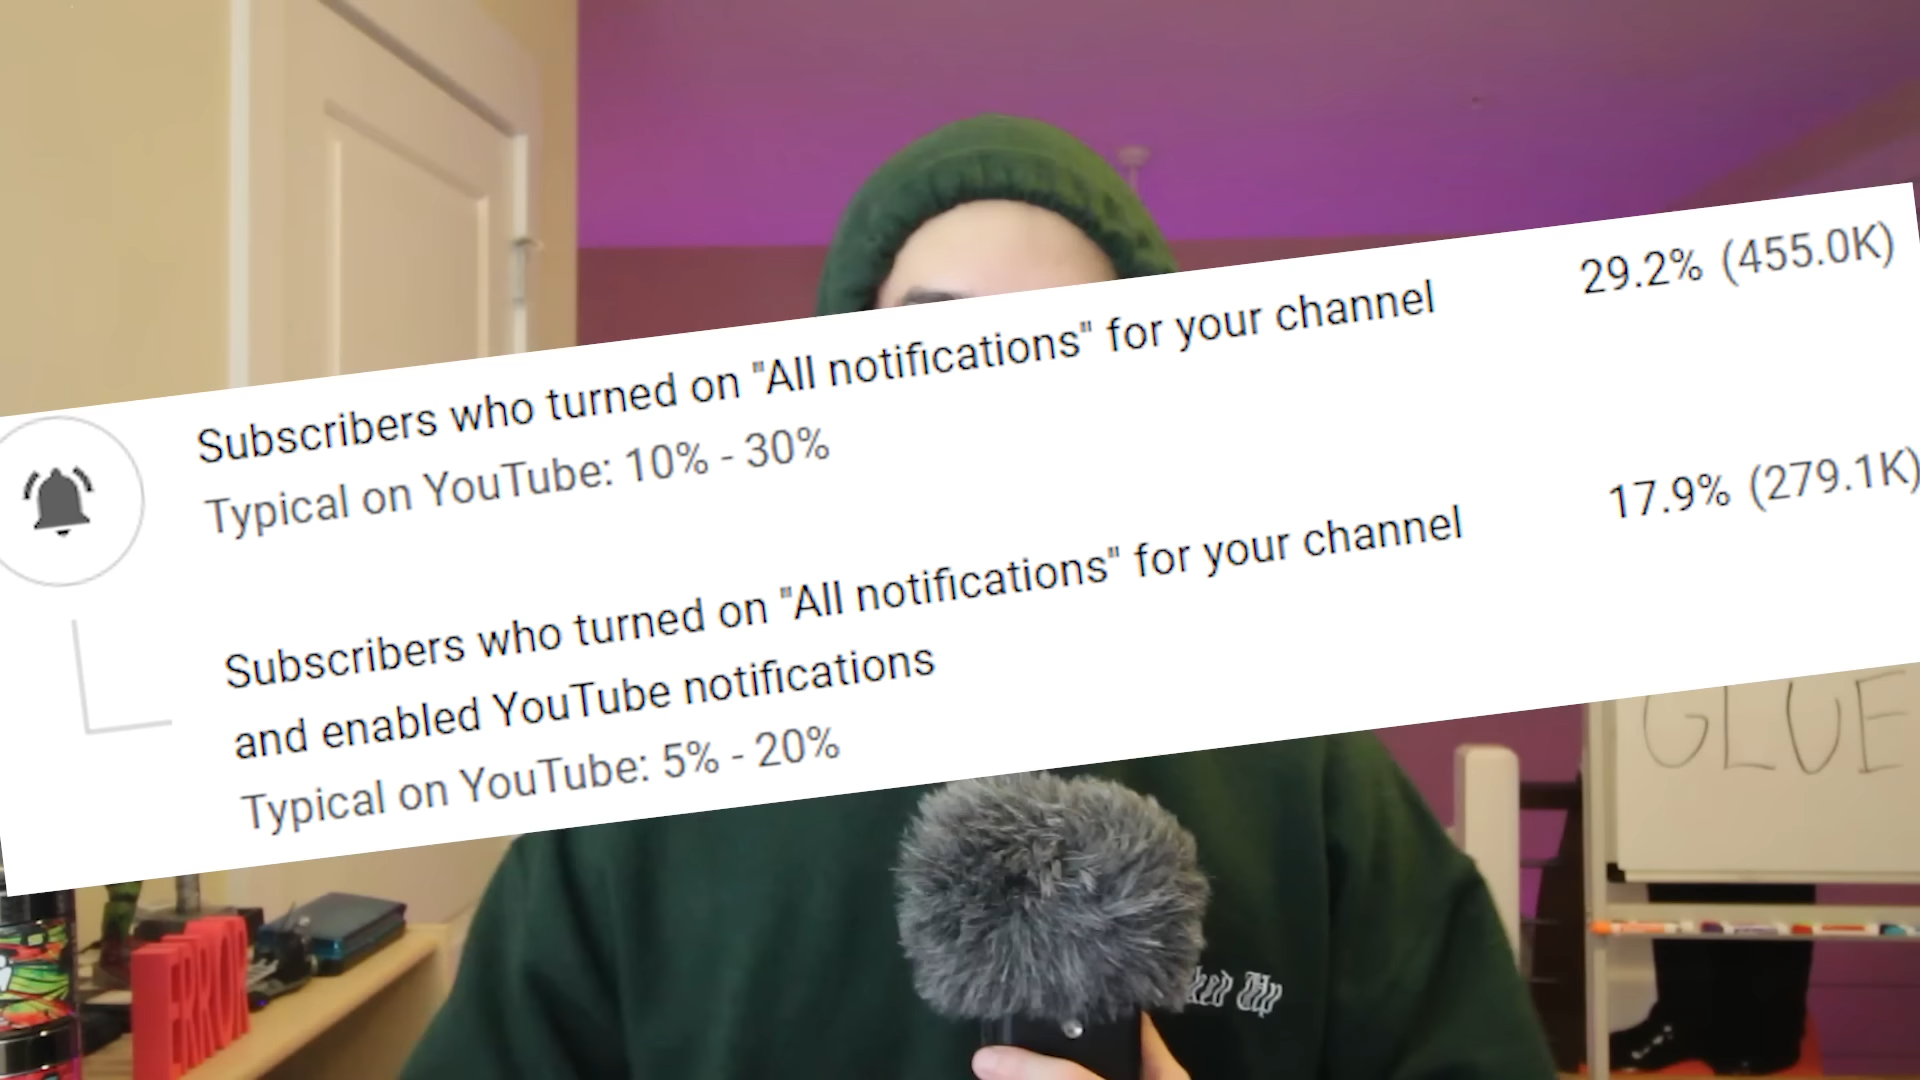 Subscribers who turned on "All notifications" for your channel 29.2% (455.0K)
Typical on YouTube: 10% - 30%
Subscribers who turned on "All notifications" for your channel 17.9% (279.1K)
and enabled YouTube notifications
Typical on YouTube: 5% - 20%
GLUE
ERROR
Up